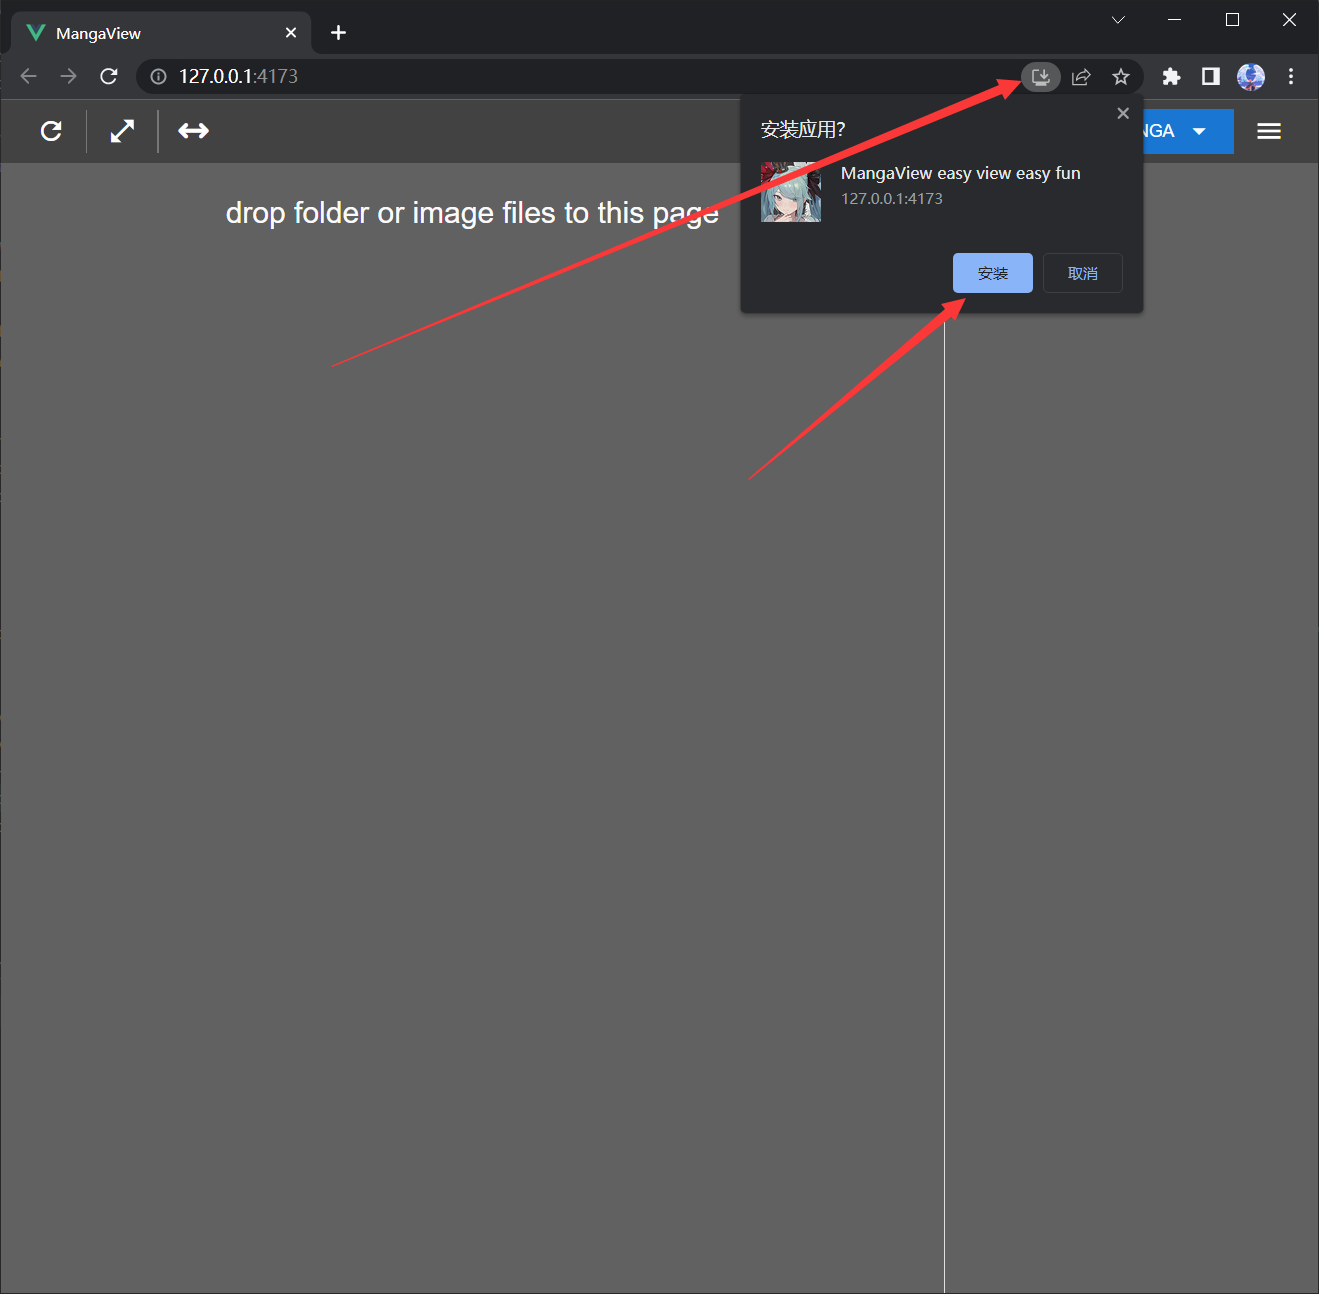 MangaView
127.0.0.1:4173
安装应用?
NGA
MangaView easy view easy fun
127.0.0.1:4173
drop folder or image files to this page
安装
取消